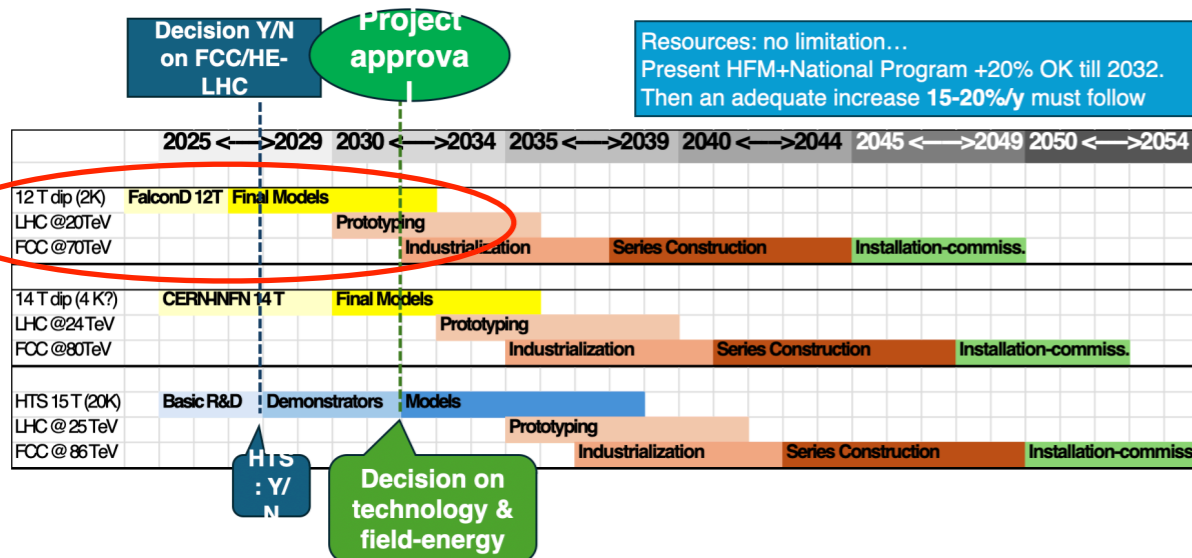 Decision Y/N
on FCC/HE-
LHC
Project
approva
l
Resources: no limitation…
Present HFM+National Program +20% OK till 2032.
Then an adequate increase 15-20%/y must follow
2025 <—–>2029 2030 <—–>2034 2035 <—–>2039 2040 <—–>2044 2045 <—–>2049 2050 <—–>2054
12 T dip (2K) FalconD 12T Final Models
LHC @20TeV Prototyping
FCC @70TeV Industrialization Series Construction Installation-commiss.
14 T dip (4 K?) CERN-INFN 14 T Final Models
LHC @24 TeV Prototyping
FCC @80TeV Industrialization Series Construction Installation-commiss.
HTS 15 T (20K) Basic R&D Demonstrators Models
LHC @ 25 TeV Prototyping
FCC @ 86 TeV Industrialization Series Construction Installation-commiss
HTS
: Y/
N
Decision on
technology &
field-energy